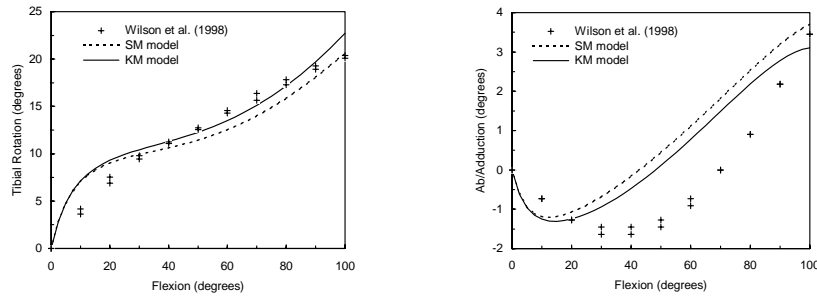 Wilson et al. (1998)
SM model
KM model
Tibial Rotation (degrees)
25
20
15
10
5
0
0 20 40 60 80 100
Flexion (degrees)
Wilson et al. (1998)
SM model
KM model
Ab/Adduction (degrees)
4
3
2
1
0
-1
-2
0 20 40 60 80 100
Flexion (degrees)